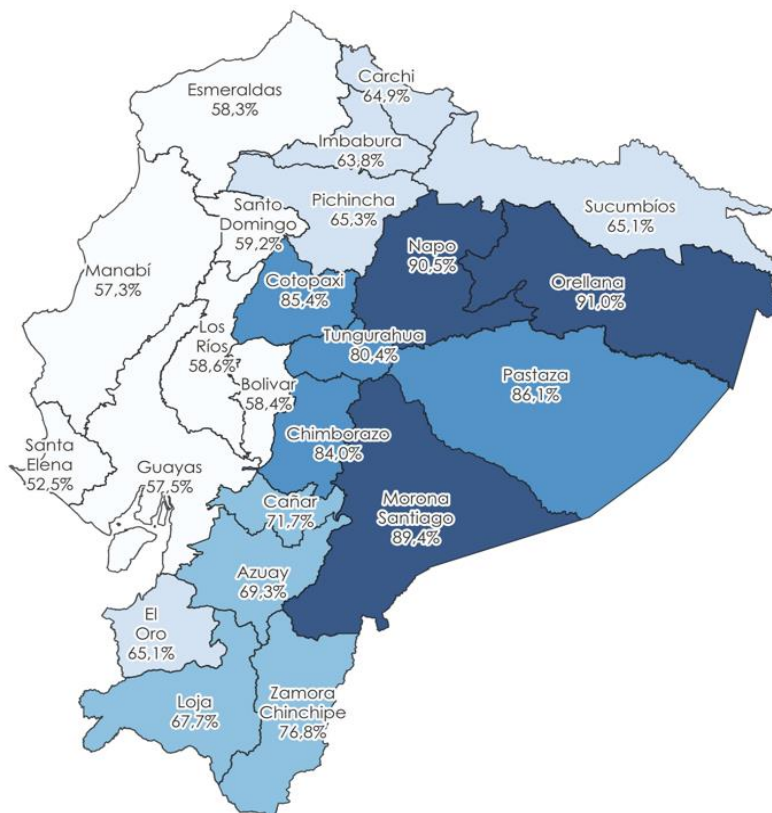 Carchi
64,9%
Esmeraldas
58,3%
Imbabura
63,8%
Pichincha
65,3%
Santo
Domingo
59,2%
Sucumbíos
65,1%
Napo
90,5%
Manabí
57,3%
Cotopaxi
85,4%
Orellana
91,0%
Los
Ríos
58,6%
Tungurahua
80,4%
Pastaza
86,1%
Bolivar
58,4%
Chimborazo
84,0%
Santa
Elena
52,5%
Guayas
57,5%
Cañar
71,7%
Morona
Santiago
89,4%
Azuay
69,3%
El
Oro
65,1%
Loja
67,7%
Zamora
Chinchipe
76,8%